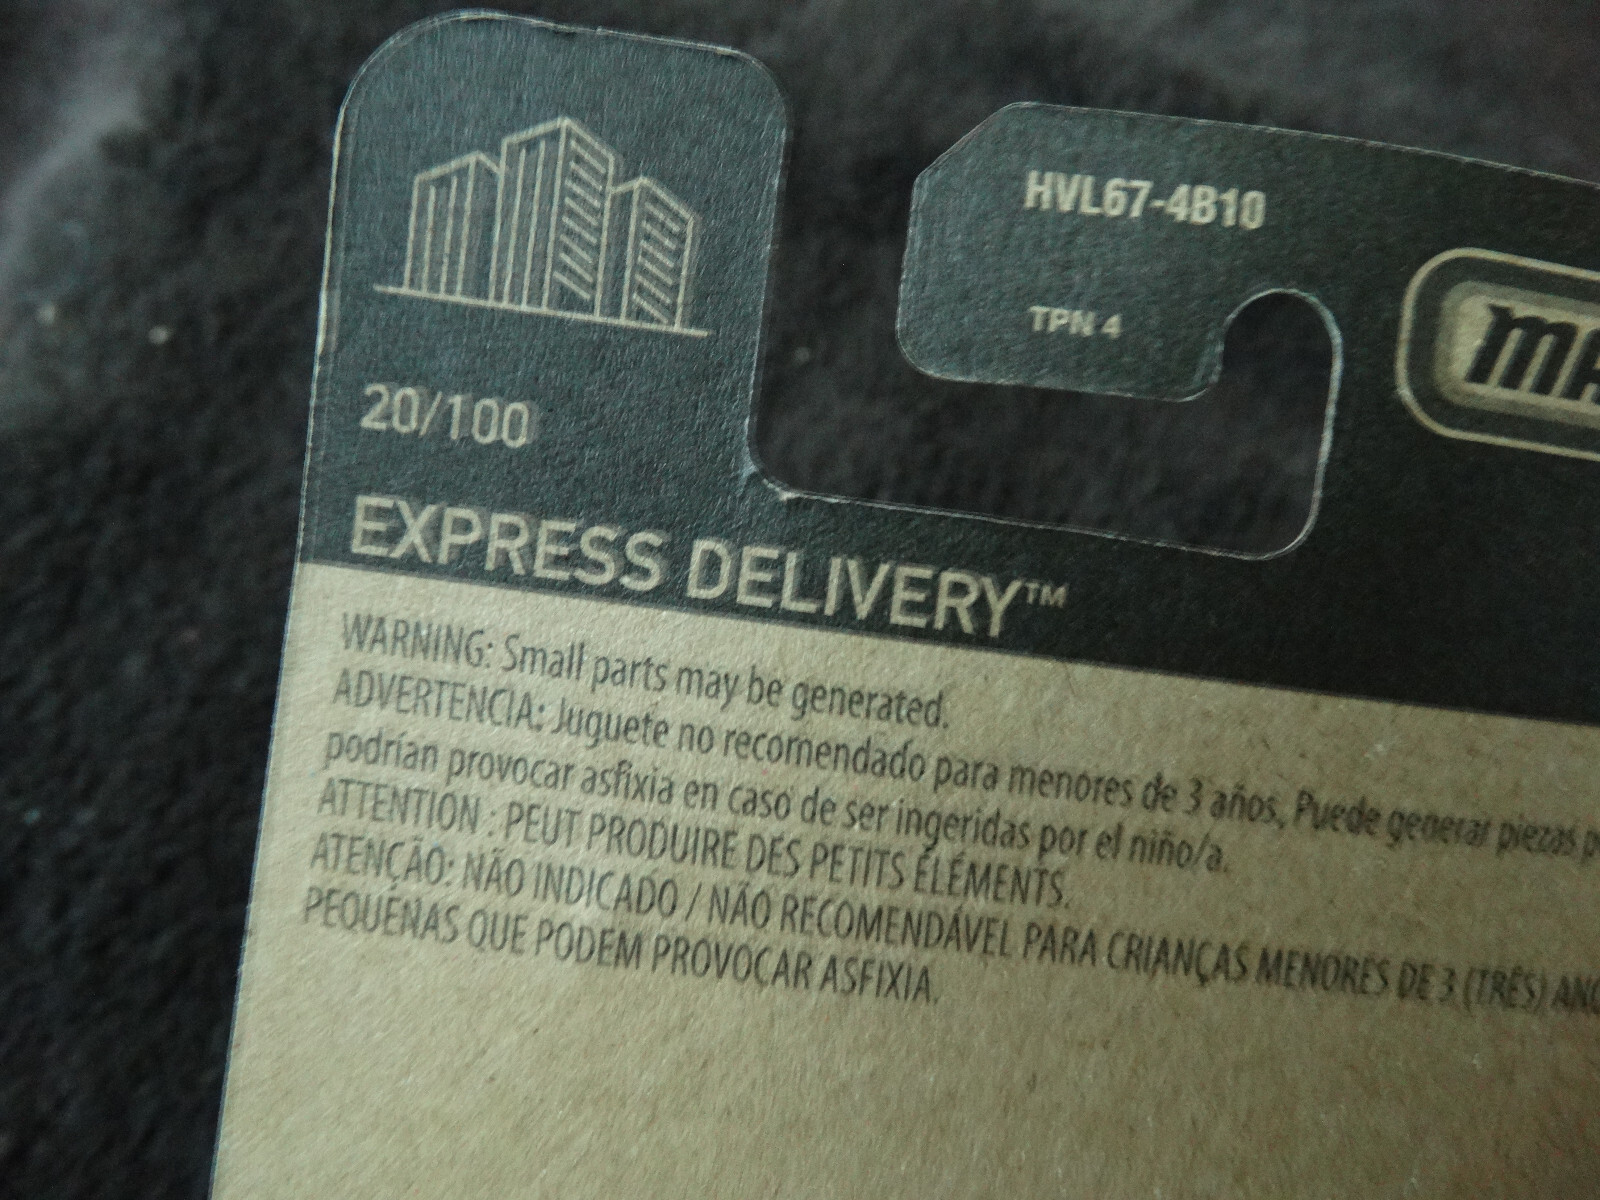 HVL67-4B10
TPN 4
MA
20/100
EXPRESS DELIVERY™
WARNING: Small parts may be generated.
ADVERTENCIA: Juguete no recomendado para menores de 3 años, Puede generar piezas p
podrían provocar asfixia en caso de ser ingeridas por el niño/a.
ATTENTION : PEUT PRODUIRE DES PETITS ÉLÉMENTS.
ATENÇÃO: NÃO INDICADO / NÃO RECOMENDÁVEL PARA CRIANÇAS MENORES DE 3 (TRÊS) ANO
PEQUENAS QUE PODEM PROVOCAR ASFIXIA.